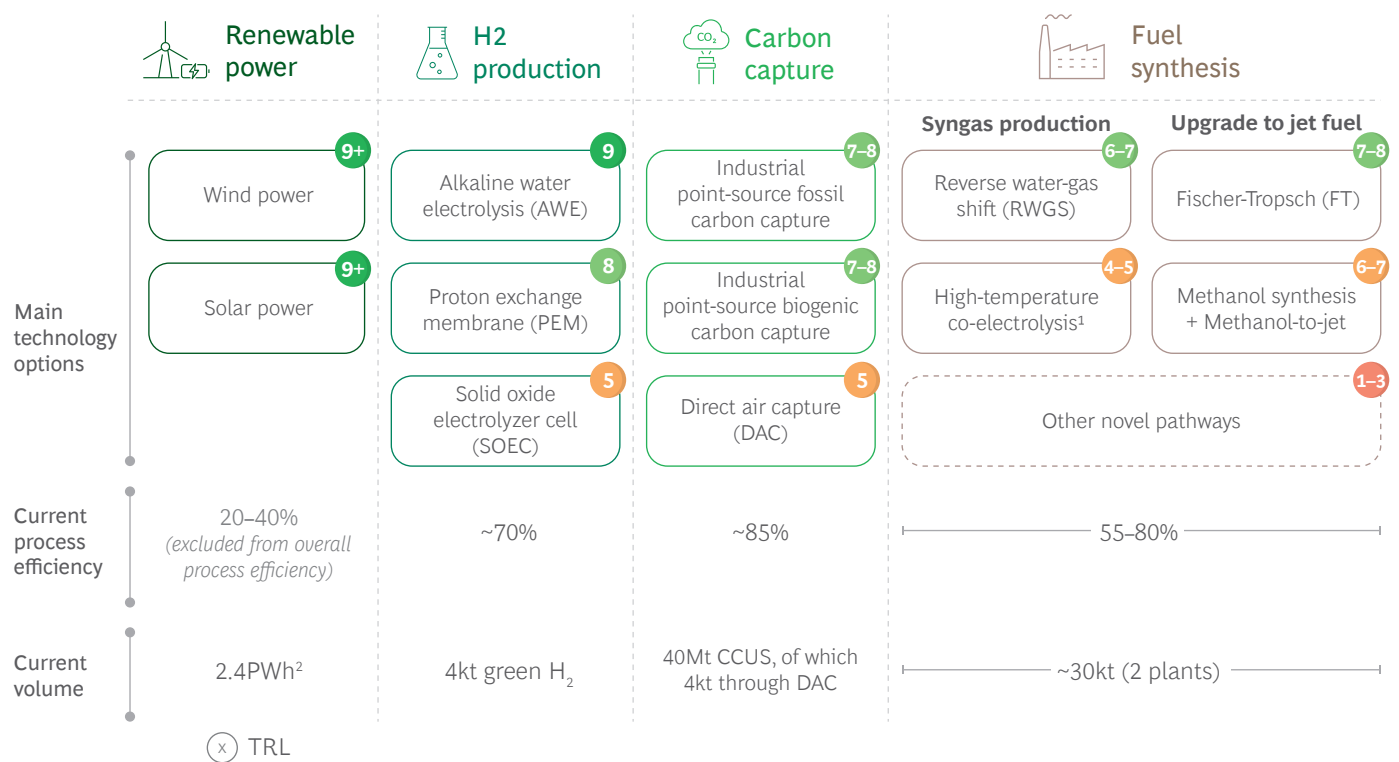 Renewable
power
H2
production
CO₂
Carbon
capture
Fuel
synthesis
Syngas production
Upgrade to jet fuel
Main
technology
options
9+
Wind power
9
Alkaline water
electrolysis (AWE)
7–8
Industrial
point-source fossil
carbon capture
6–7
Reverse water-gas
shift (RWGS)
7–8
Fischer-Tropsch (FT)
9+
Solar power
8
Proton exchange
membrane (PEM)
7–8
Industrial
point-source biogenic
carbon capture
4–5
High-temperature
co-electrolysis¹
6–7
Methanol synthesis
+ Methanol-to-jet
5
Solid oxide
electrolyzer cell
(SOEC)
5
Direct air capture
(DAC)
1–3
Other novel pathways
Current
process
efficiency
20–40%
(excluded from overall
process efficiency)
~70%
~85%
55–80%
Current
volume
2.4PWh²
4kt green H₂
40Mt CCUS, of which
4kt through DAC
~30kt (2 plants)
x TRL